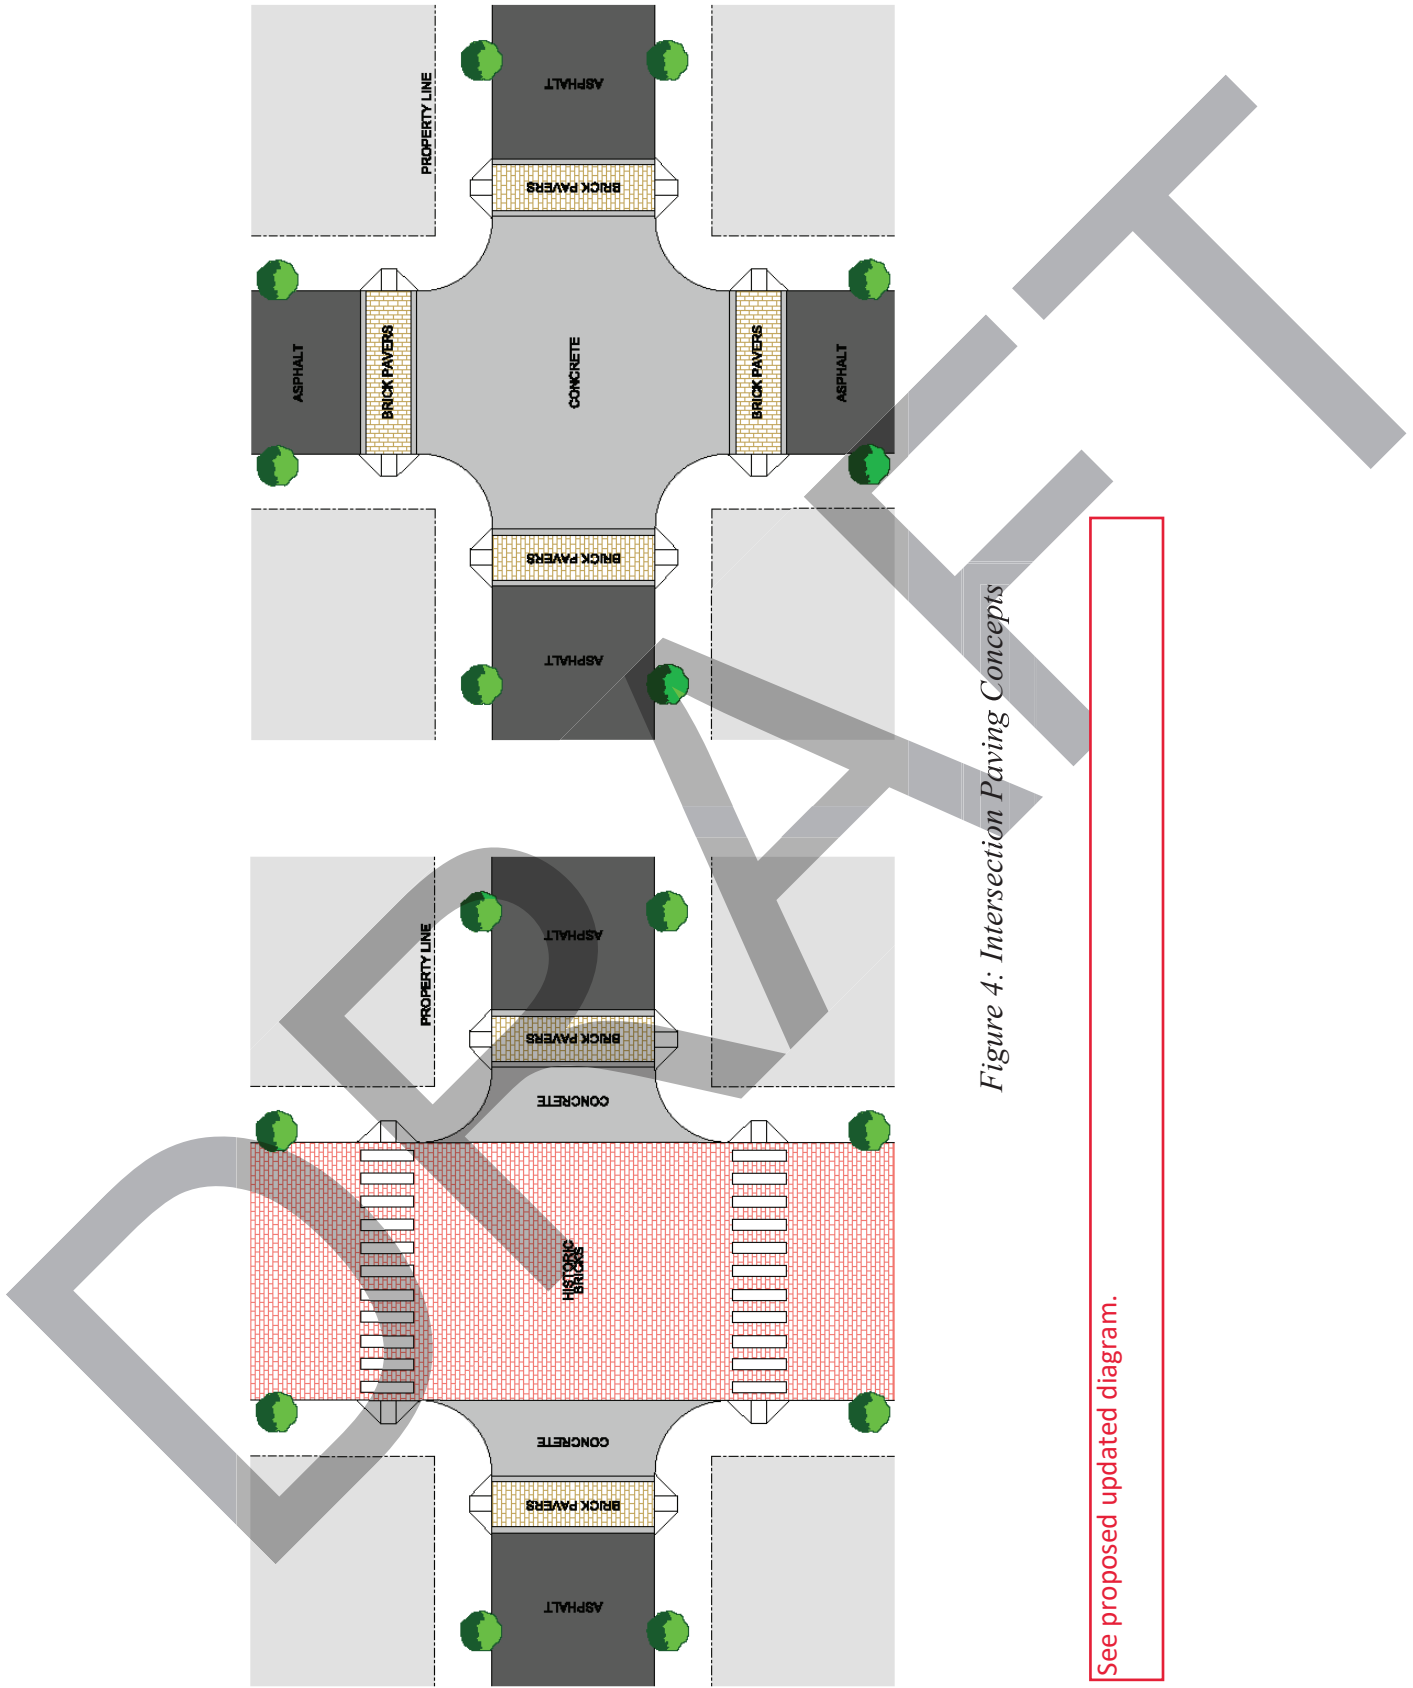 PROPERTY LINE
ASPHALT
BRICK PAVERS
CONCRETE
HISTORIC
BRICKS
CONCRETE
BRICK PAVERS
ASPHALT
ASPHALT
BRICK PAVERS
PROPERTY LINE
ASPHALT
BRICK PAVERS
CONCRETE
BRICK PAVERS
ASPHALT
BRICK PAVERS
ASPHALT
Figure 4: Intersection Paving Concepts
See proposed updated diagram.
DRAFT